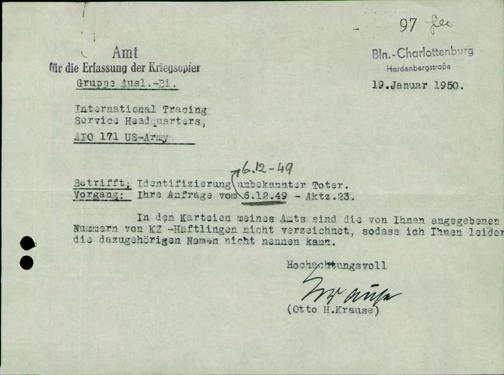 97
Amt
für die Erfassung der Kriegsopfer
Gruppe Ausl.-Bi.
Bln.-Charlottenburg
Hardenbergstraße
19.Januar 1950.
International Tracing
Service Headquarters,
APO 171 US-Army
6.12-49
Betrifft: Identifizierung unbekannter Toter.
Vorgang: Ihre Anfrage vom 6.12.49 - Aktz.23.
In den Karteien meines Amts sind die von Ihnen angegebenen
Nummern von KZ-Häftlingen nicht verzeichnet, sodass ich Ihnen leider
die dazugehörigen Namen nicht nennen kann.
Hochachtungsvoll
Krause
(Otto H.Krause)